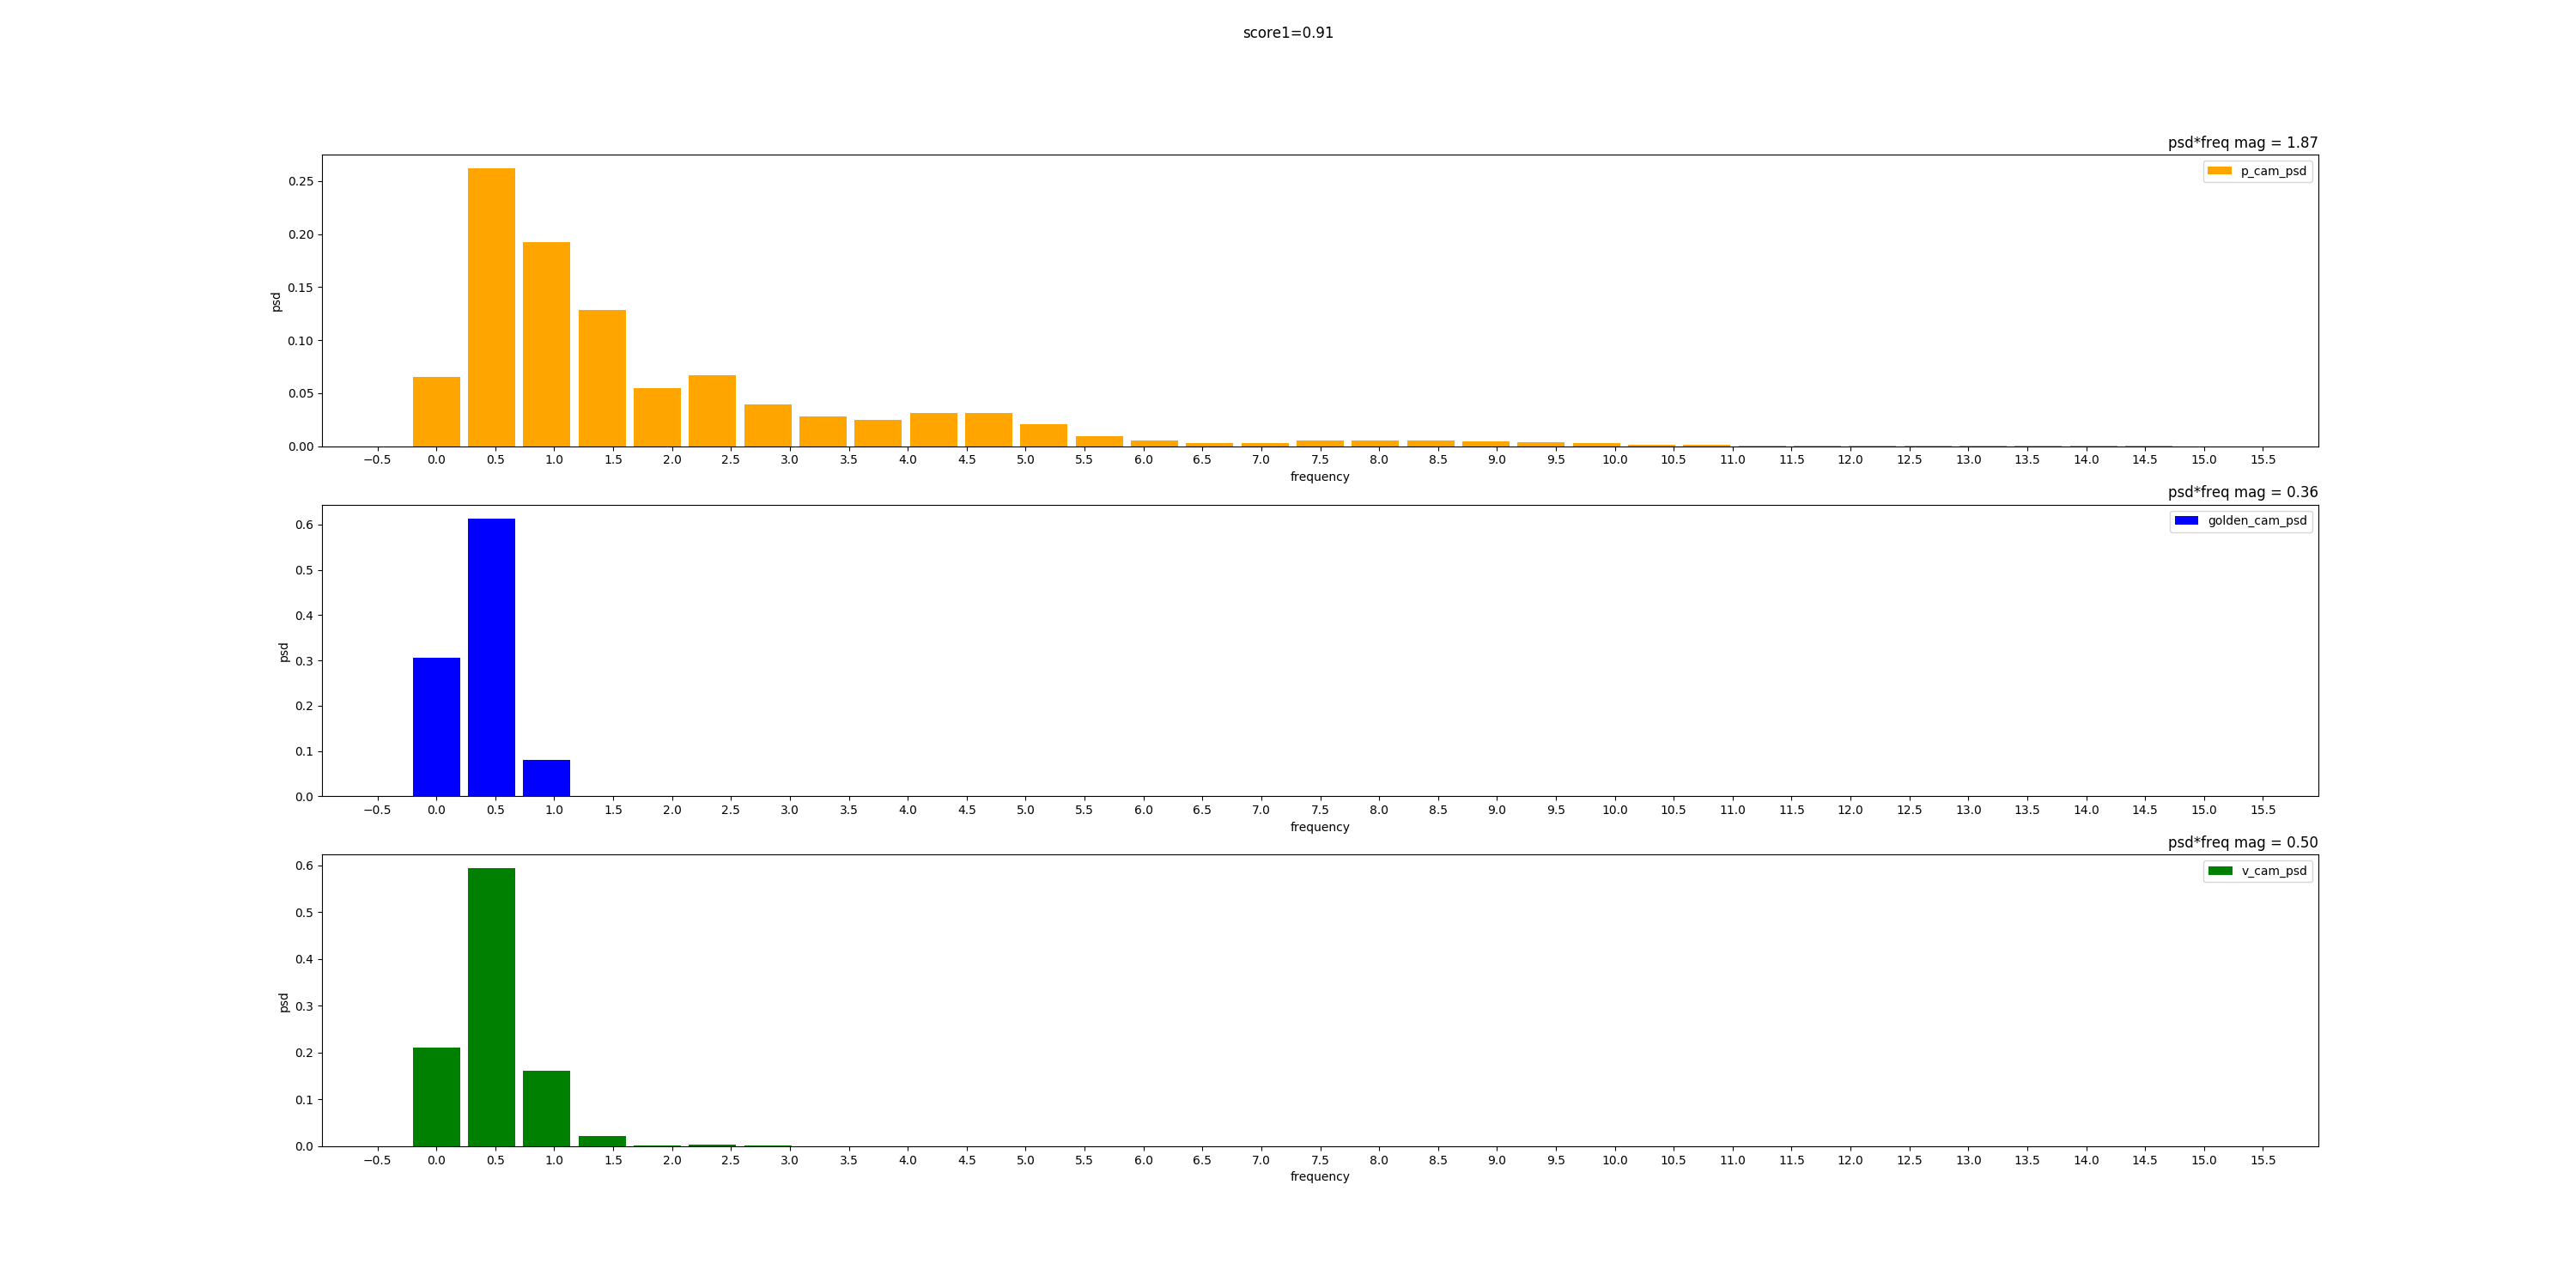 score1=0.91
psd*freq mag = 1.87
p_cam_psd
psd
0.25
0.20
0.15
0.10
0.05
0.00
−0.5 0.0 0.5 1.0 1.5 2.0 2.5 3.0 3.5 4.0 4.5 5.0 5.5 6.0 6.5 7.0 7.5 8.0 8.5 9.0 9.5 10.0 10.5 11.0 11.5 12.0 12.5 13.0 13.5 14.0 14.5 15.0 15.5
frequency
psd*freq mag = 0.36
golden_cam_psd
psd
0.6
0.5
0.4
0.3
0.2
0.1
0.0
−0.5 0.0 0.5 1.0 1.5 2.0 2.5 3.0 3.5 4.0 4.5 5.0 5.5 6.0 6.5 7.0 7.5 8.0 8.5 9.0 9.5 10.0 10.5 11.0 11.5 12.0 12.5 13.0 13.5 14.0 14.5 15.0 15.5
frequency
psd*freq mag = 0.50
v_cam_psd
psd
0.6
0.5
0.4
0.3
0.2
0.1
0.0
−0.5 0.0 0.5 1.0 1.5 2.0 2.5 3.0 3.5 4.0 4.5 5.0 5.5 6.0 6.5 7.0 7.5 8.0 8.5 9.0 9.5 10.0 10.5 11.0 11.5 12.0 12.5 13.0 13.5 14.0 14.5 15.0 15.5
frequency